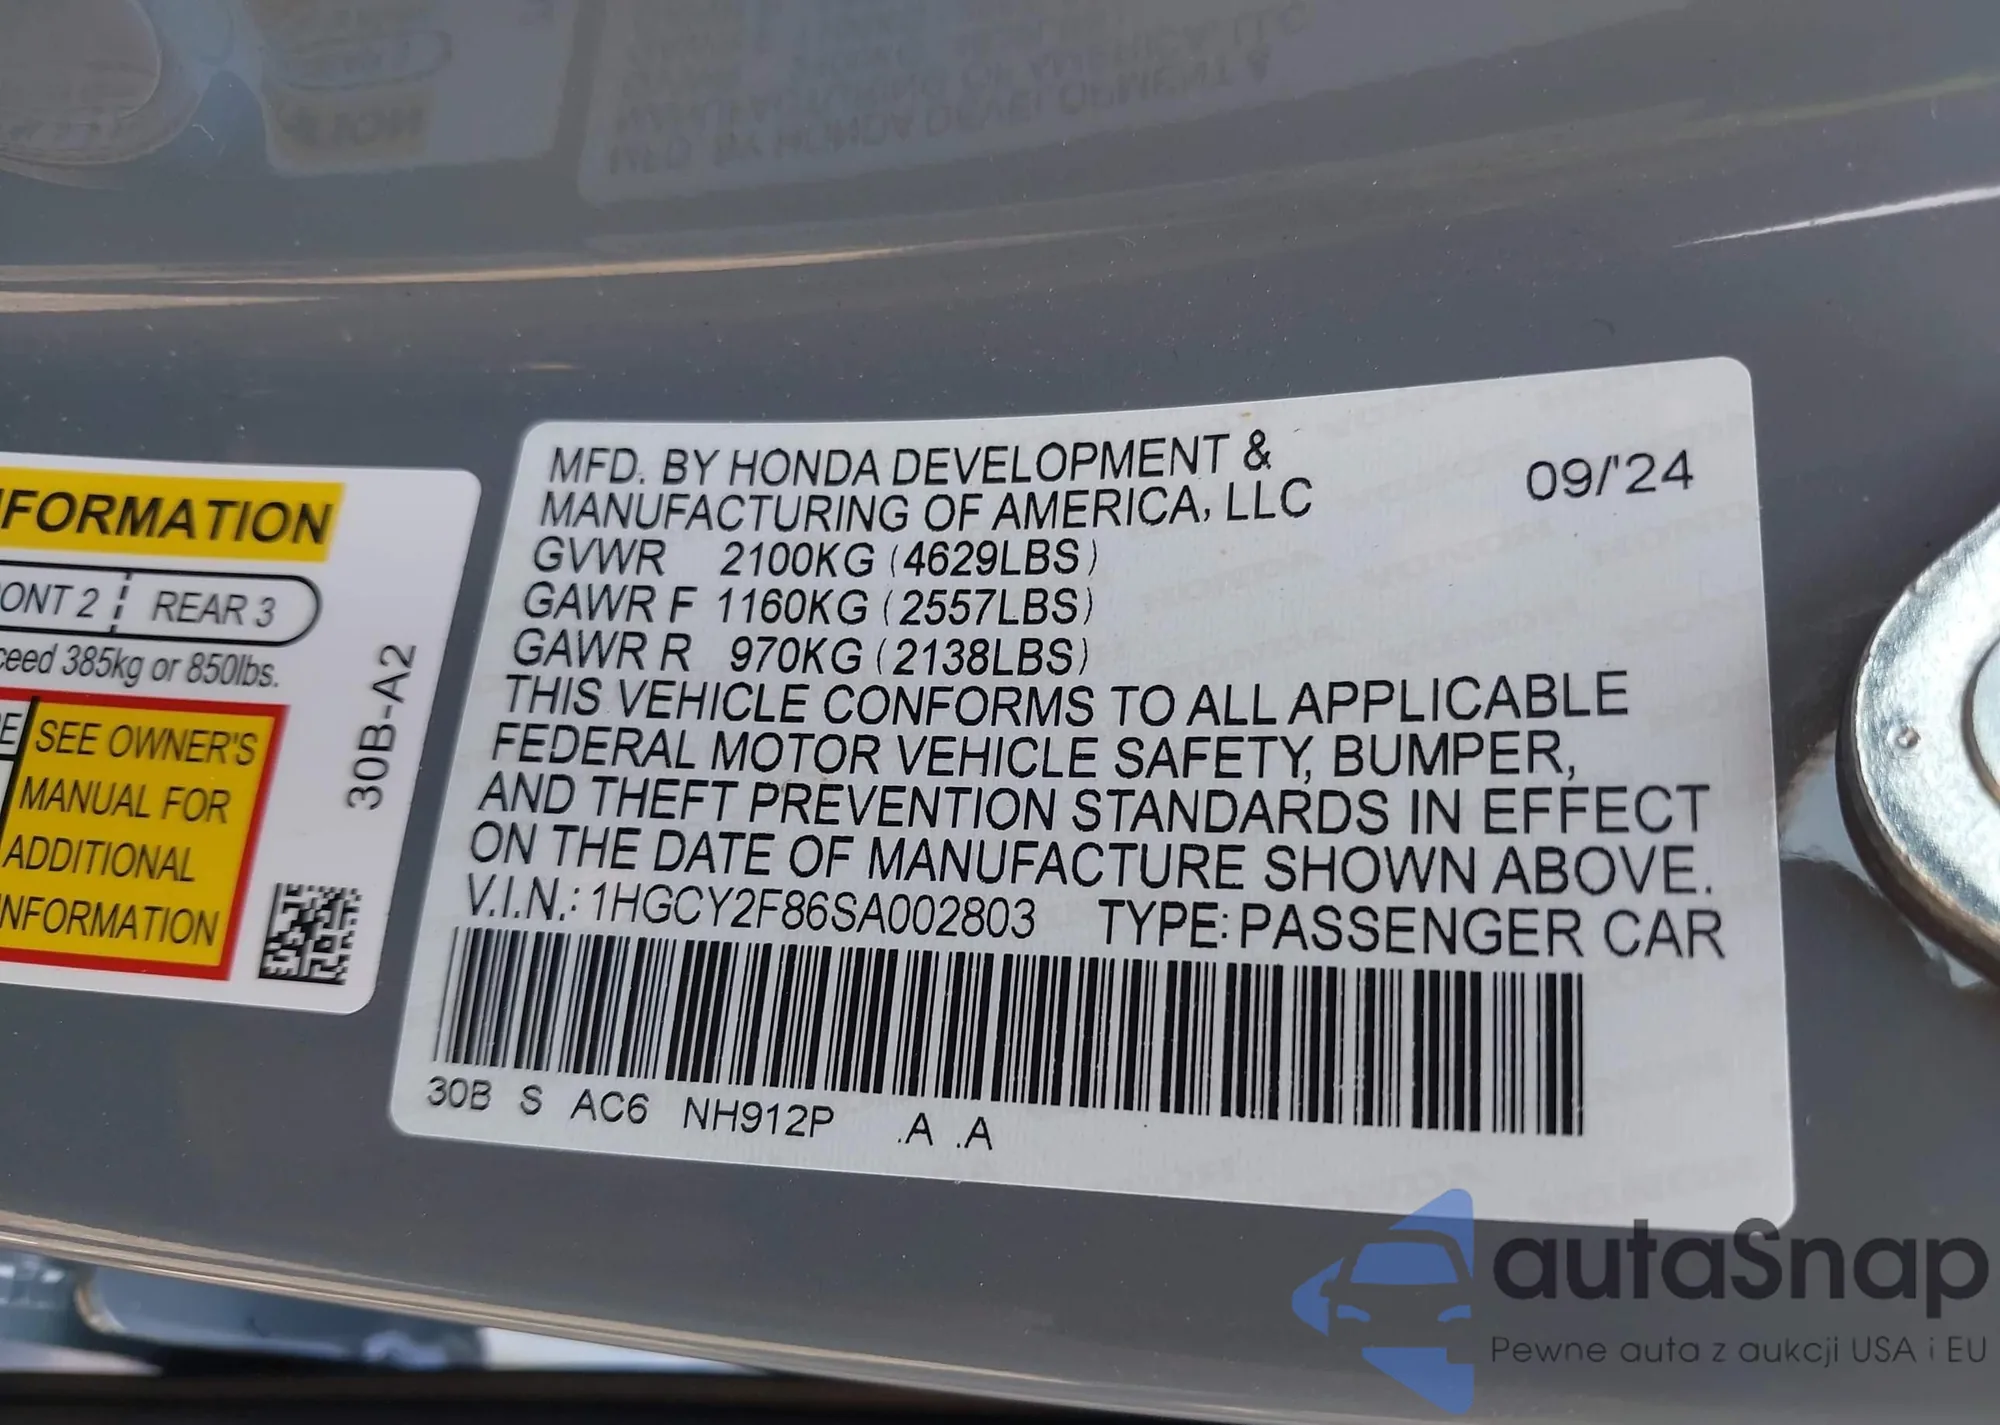 FORMATION
ONT 2 REAR 3
ceed 385kg or 850lbs.
SEE OWNER'S
MANUAL FOR
ADDITIONAL
NFORMATION
30B-A2
MFD. BY HONDA DEVELOPMENT &
MANUFACTURING OF AMERICA, LLC
09/'24
GVWR 2100KG (4629LBS)
GAWR F 1160KG (2557LBS)
GAWR R 970KG (2138LBS)
THIS VEHICLE CONFORMS TO ALL APPLICABLE
FEDERAL MOTOR VEHICLE SAFETY, BUMPER,
AND THEFT PREVENTION STANDARDS IN EFFECT
ON THE DATE OF MANUFACTURE SHOWN ABOVE.
V.I.N.: 1HGCY2F86SA002803 TYPE: PASSENGER CAR
30B S AC6 NH912P .A .A
autaSnap
Pewne auta z aukcji USA i EU